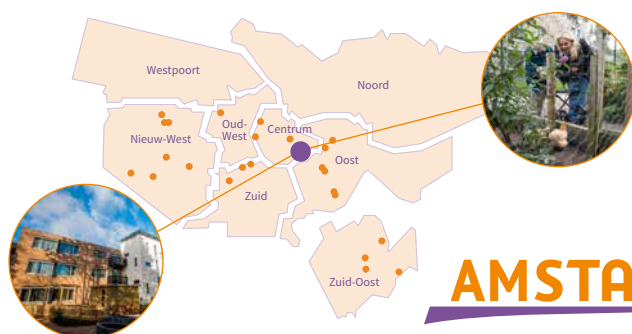 Westpoort
Noord
Oud-
West
Centrum
Nieuw-West
Oost
Zuid
Zuid-Oost
AMSTA